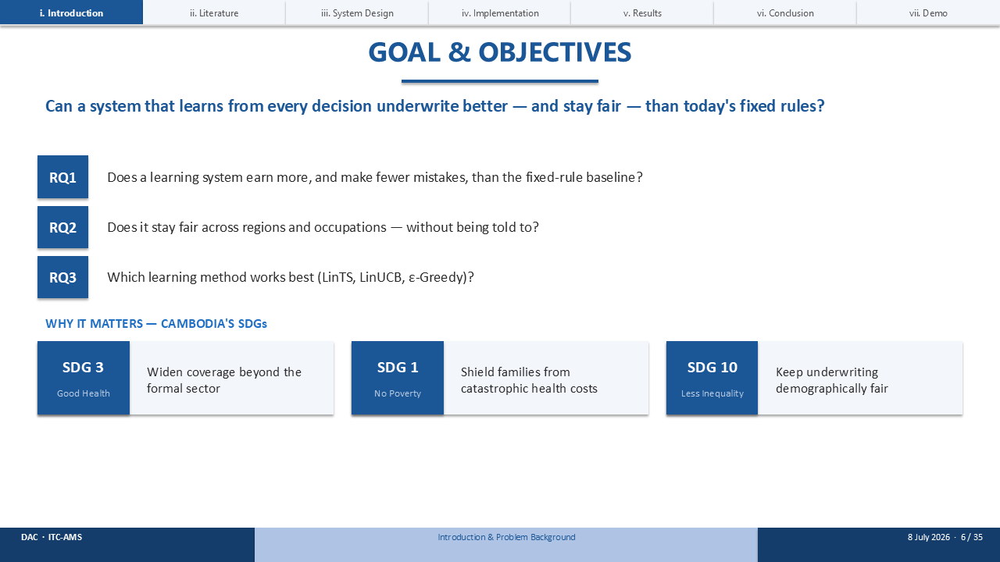 i. Introduction
ii. Literature
iii. System Design
iv. Implementation
v. Results
vi. Conclusion
vii. Demo
GOAL & OBJECTIVES
Can a system that learns from every decision underwrite better — and stay fair — than today's fixed rules?
RQ1
Does a learning system earn more, and make fewer mistakes, than the fixed-rule baseline?
RQ2
Does it stay fair across regions and occupations — without being told to?
RQ3
Which learning method works best (LinTS, LinUCB, ε-Greedy)?
WHY IT MATTERS — CAMBODIA'S SDGs
SDG 3
Good Health
Widen coverage beyond the
formal sector
SDG 1
No Poverty
Shield families from
catastrophic health costs
SDG 10
Less Inequality
Keep underwriting
demographically fair
DAC · ITC-AMS
Introduction & Problem Background
8 July 2026 · 6 / 35